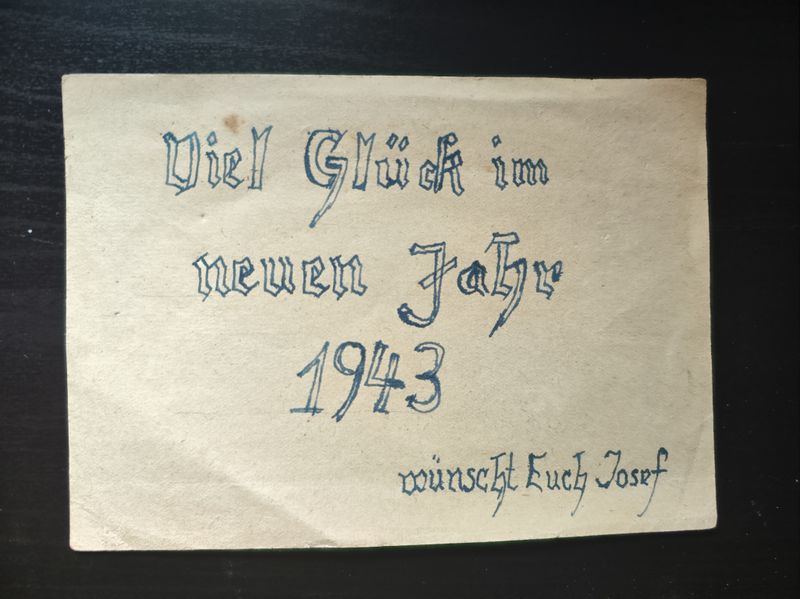 Viel Glück im
neuen Jahr
1943
wünscht Euch Josef